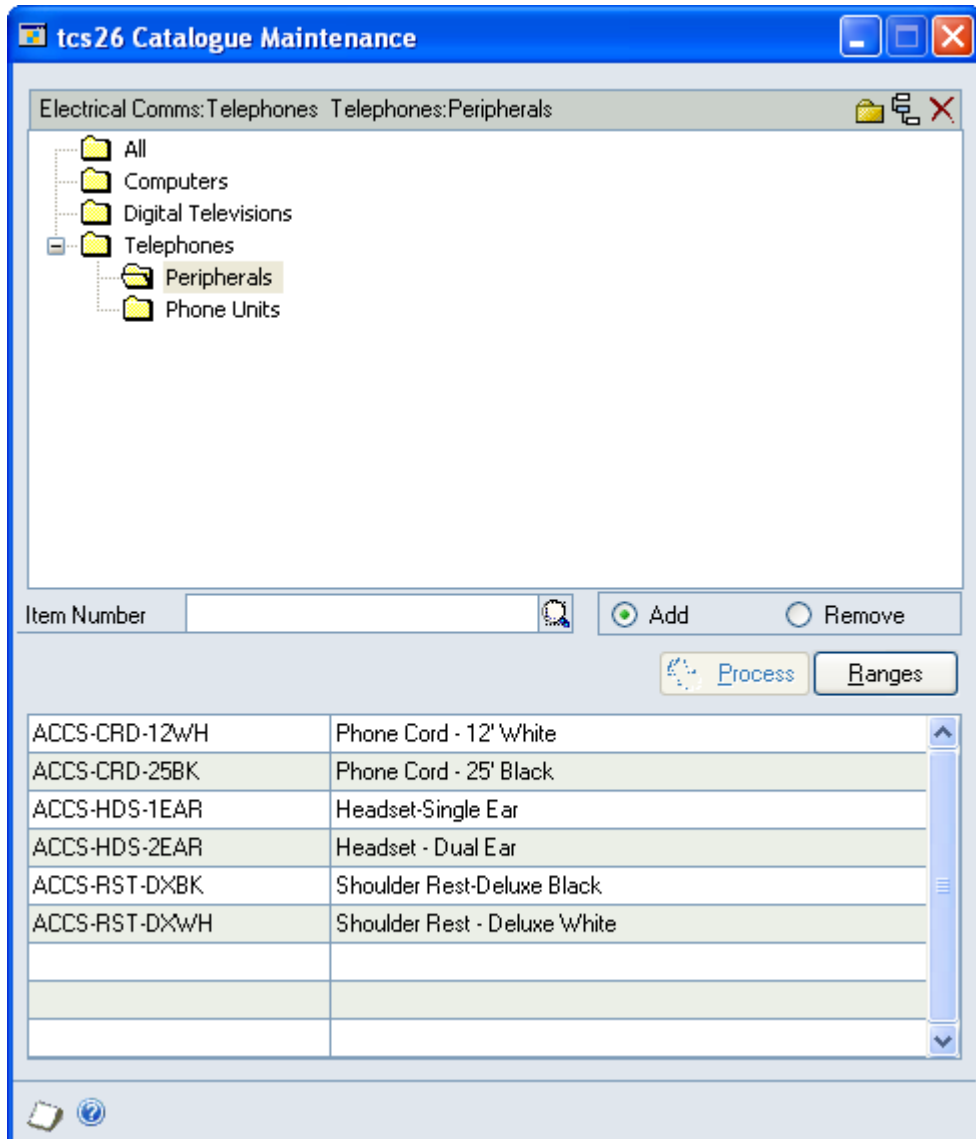 tcs26 Catalogue Maintenance
Electrical Comms:Telephones Telephones:Peripherals
All
Computers
Digital Televisions
Telephones
Peripherals
Phone Units
Item Number Add Remove
Process Ranges
ACCS-CRD-12WH Phone Cord - 12' White
ACCS-CRD-25BK Phone Cord - 25' Black
ACCS-HDS-1EAR Headset-Single Ear
ACCS-HDS-2EAR Headset - Dual Ear
ACCS-RST-DXBK Shoulder Rest-Deluxe Black
ACCS-RST-DXWH Shoulder Rest - Deluxe White